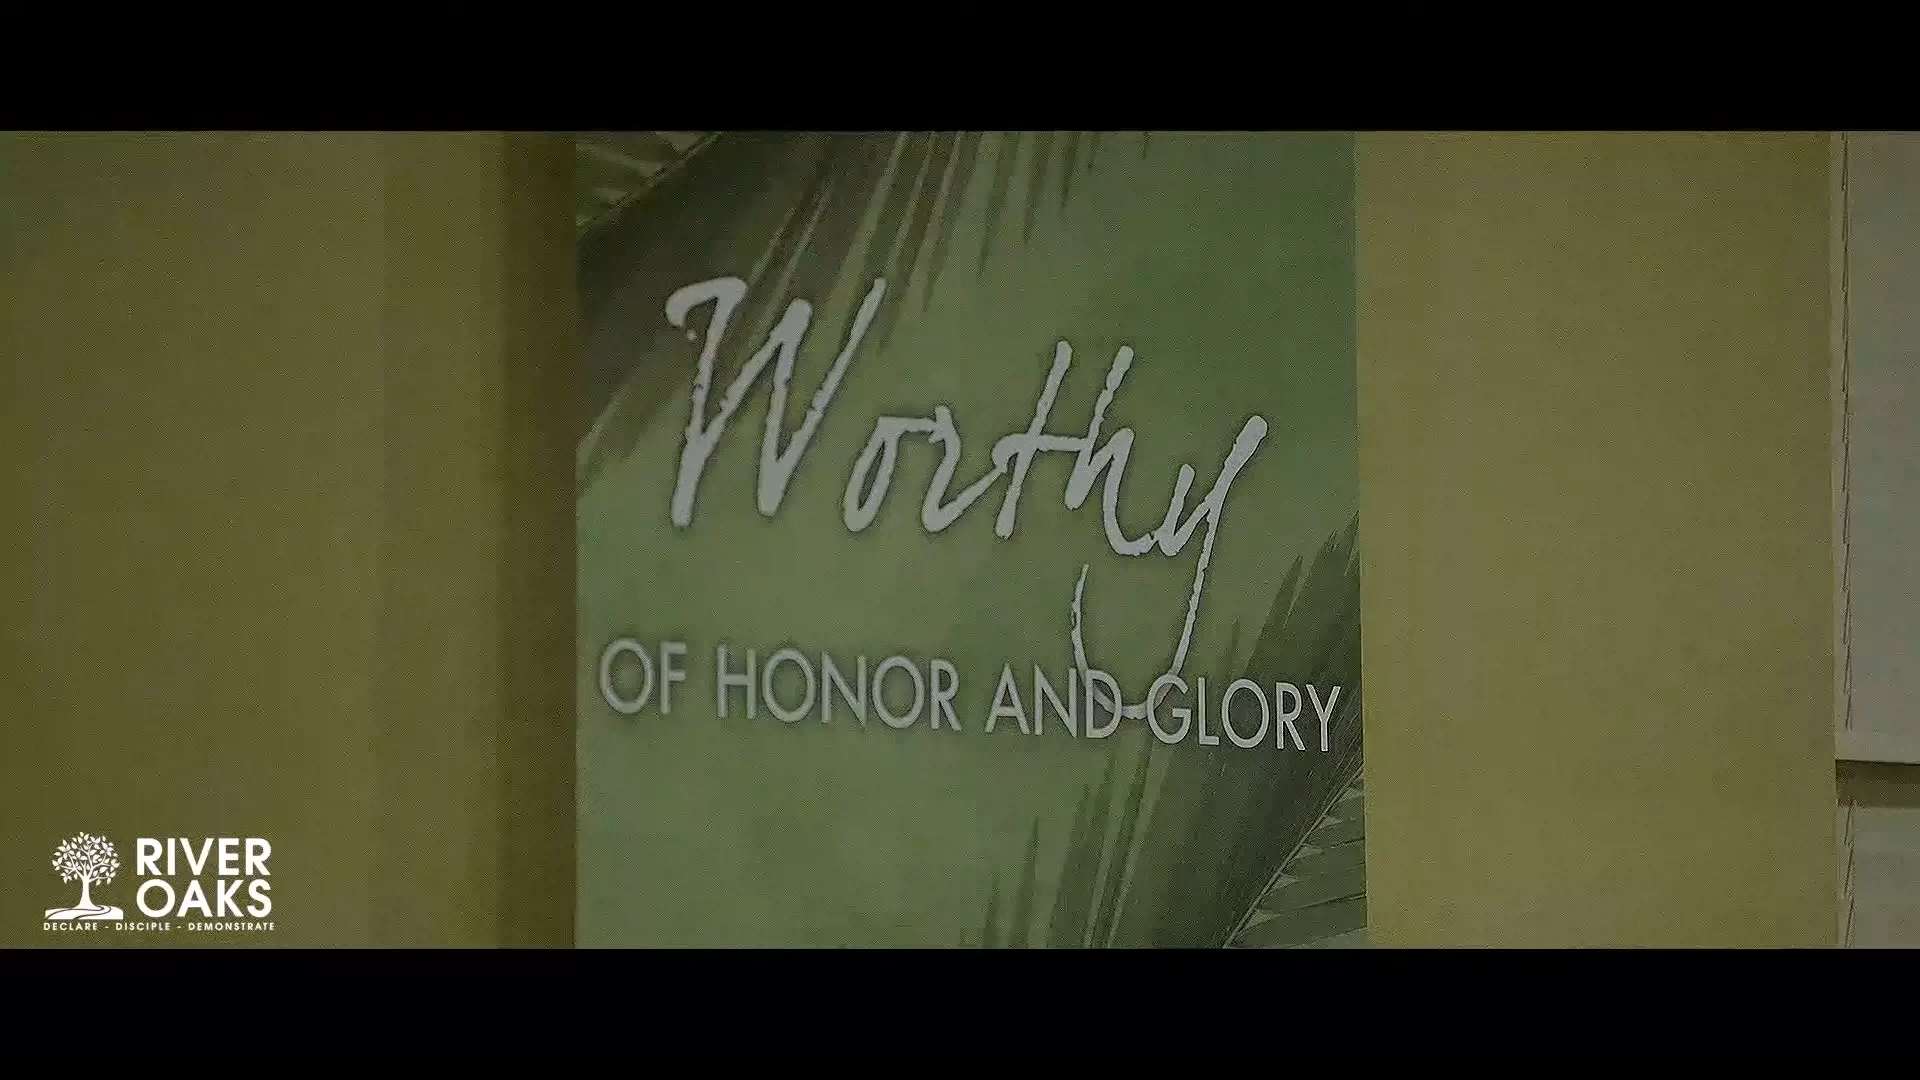 Worthy
OF HONOR AND GLORY
RIVER
OAKS
DECLARE - DISCIPLE - DEMONSTRATE